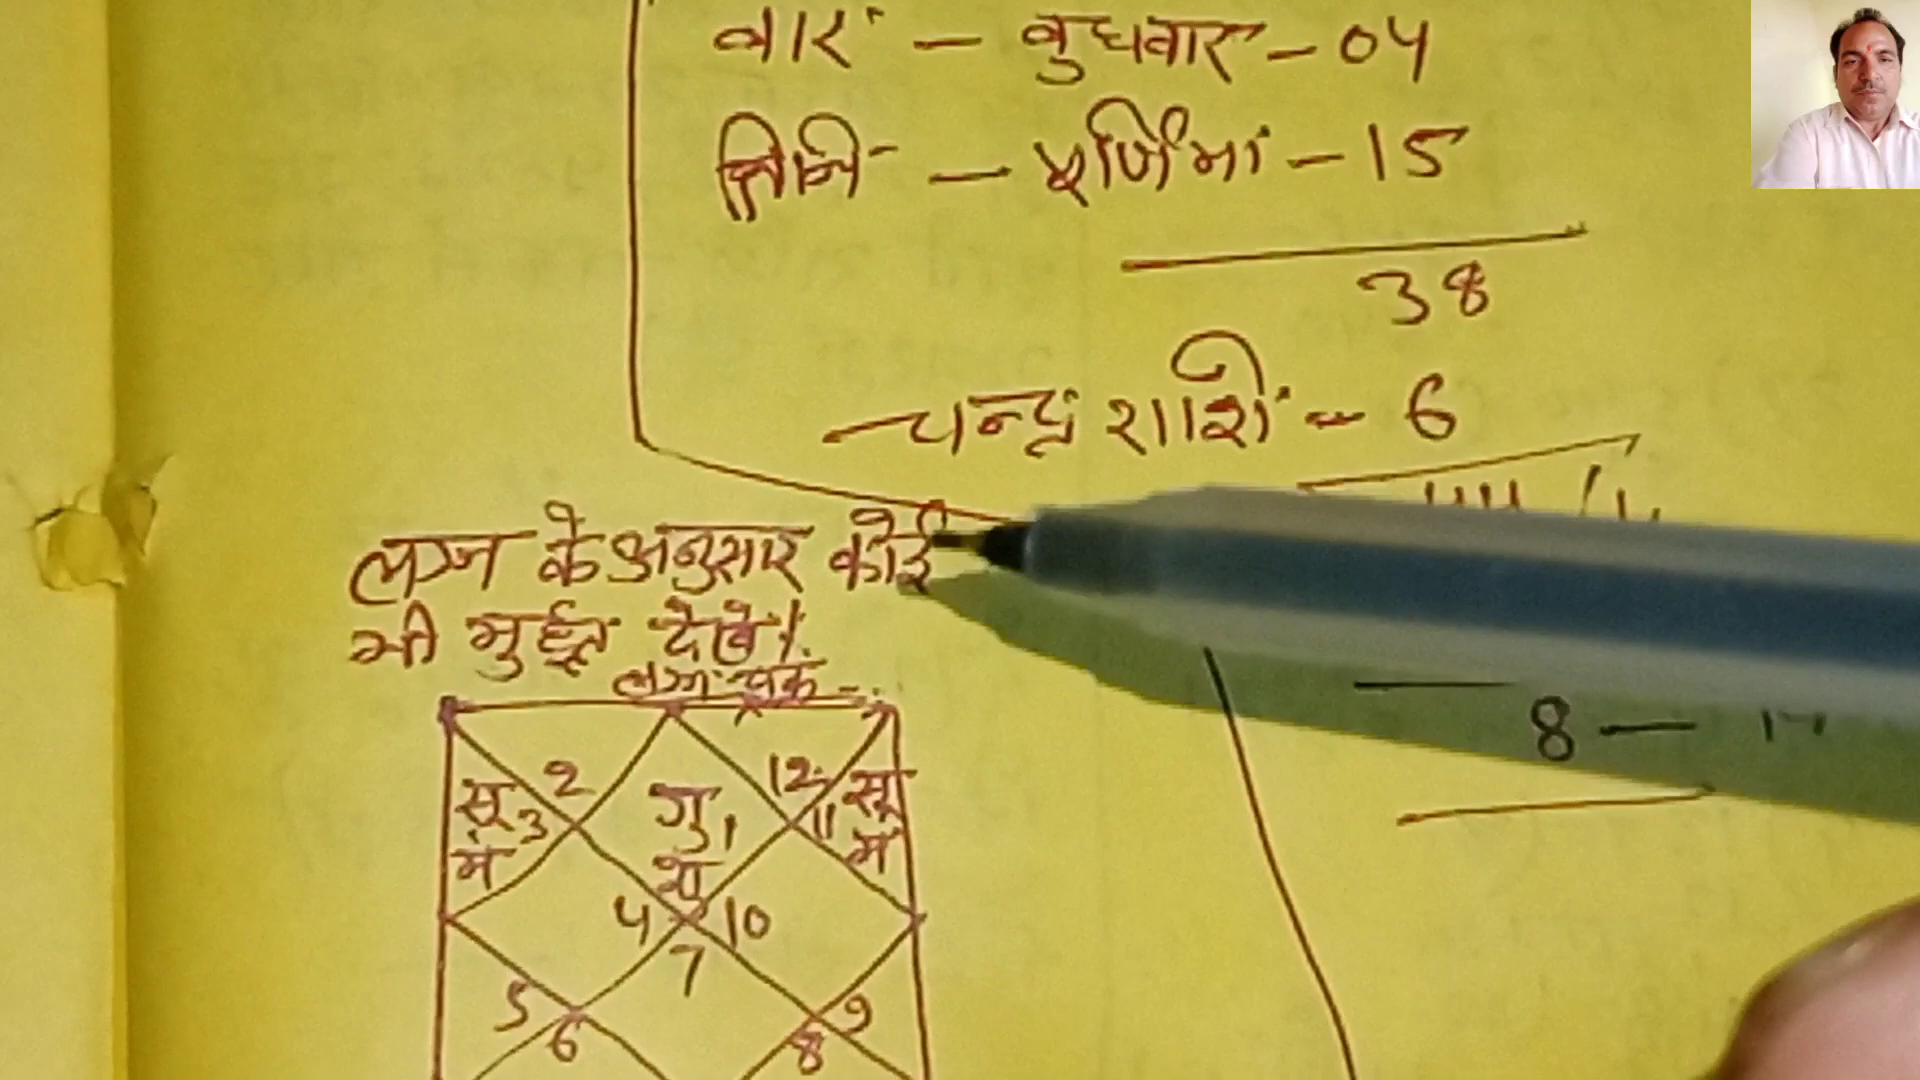 वार - बुधवार - 04
तिथि - पूर्णिमां - 15
38
चन्द्र राशि - 6
लग्न के अनुसार कोई
भी मुर्हूत देखे।
लग्न चक्र
2 12
सू 3 गु 1 11 सू
मं श मं
4 10
7
5 9
6 8
8 -